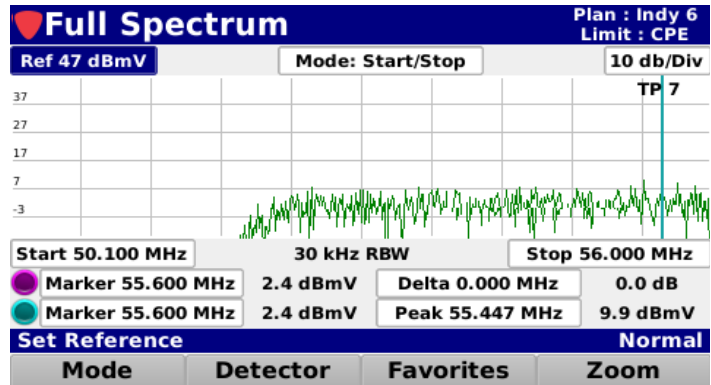 Full Spectrum
Plan : Indy 6
Limit : CPE
Ref 47 dBmV
Mode: Start/Stop
10 db/Div
TP 7
37
27
17
7
-3
Start 50.100 MHz
30 kHz RBW
Stop 56.000 MHz
Marker 55.600 MHz 2.4 dBmV Delta 0.000 MHz 0.0 dB
Marker 55.600 MHz 2.4 dBmV Peak 55.447 MHz 9.9 dBmV
Set Reference
Normal
Mode Detector Favorites Zoom